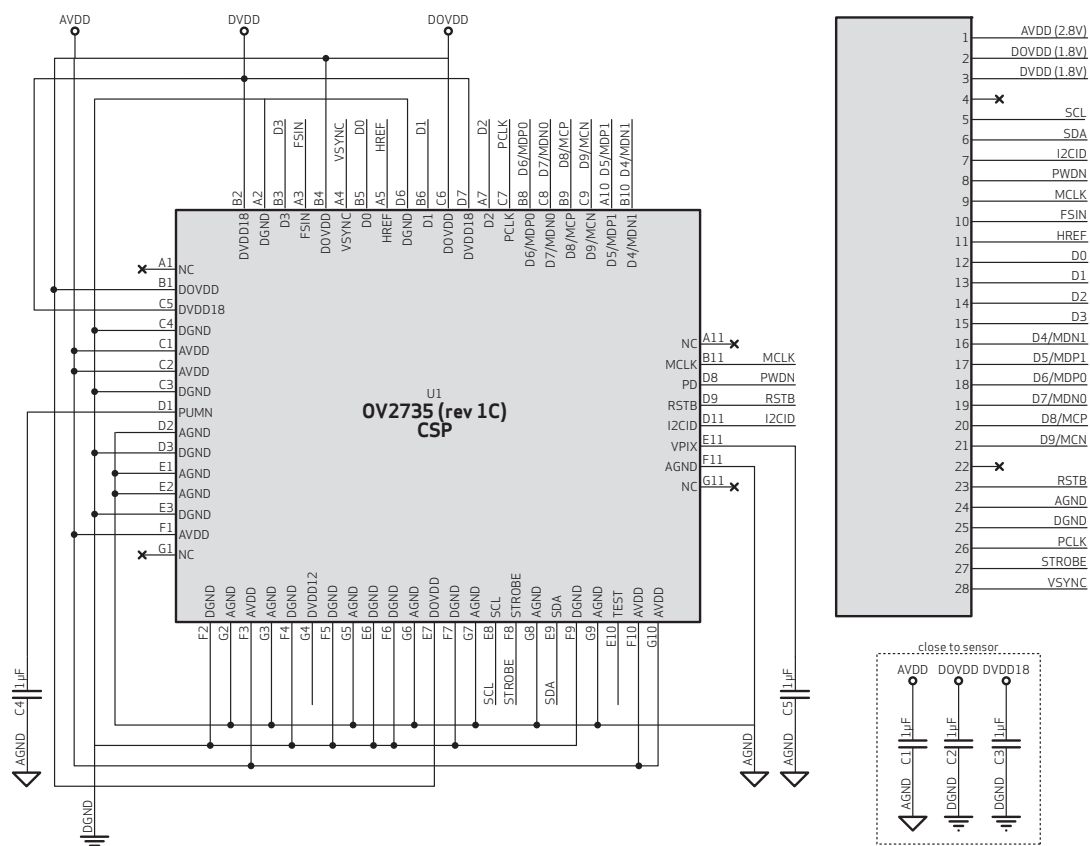 AVDD
DVDD
DOVDD
D3
FSIN
VSYNC
D0
HREF
D1
D2
PCLK
D6/MDP0
D7/MDN0
D8/MCP
D9/MCN
D5/MDP1
D4/MDN1
B2
A2
B3
A3
B4
A4
B5
A5
D6
B6
C6
D7
A7
C7
B8
C8
B9
C9
A10
B10
DVDD18
DGND
D3
FSIN
DOVDD
VSYNC
D0
HREF
DGND
D1
DOVDD
DVDD18
D2
PCLK
D6/MDP0
D7/MDN0
D8/MCP
D9/MCN
D5/MDP1
D4/MDN1
A1 NC
B1 DOVDD
C5 DVDD18
C4 DGND
C1 AVDD
C2 AVDD
C3 DGND
D1 PUMN
D2 AGND
D3 DGND
E1 AGND
E2 AGND
E3 DGND
F1 AVDD
G1 NC
U1
OV2735 (rev 1C)
CSP
NC A11
MCLK B11 MCLK
PD D8 PWDN
RSTB D9 RSTB
I2CID D11 I2CID
VPIX E11
AGND F11
NC G11
DGND
AGND
AVDD
AGND
DGND
DVDD12
DGND
AGND
DGND
DGND
AGND
DOVDD
DGND
AGND
SCL
STROBE
AGND
SDA
DGND
AGND
TEST
AVDD
AVDD
F2
G2
F3
G3
F4
G4
F5
G5
E6
F6
G6
E7
F7
G7
E8
F8
G8
E9
F9
G9
E10
F10
G10
SCL
STROBE
SDA
C4 1µF
AGND
DGND
AGND
C5 1µF
AGND
1 AVDD (2.8V)
2 DOVDD (1.8V)
3 DVDD (1.8V)
4
5 SCL
6 SDA
7 I2CID
8 PWDN
9 MCLK
10 FSIN
11 HREF
12 D0
13 D1
14 D2
15 D3
16 D4/MDN1
17 D5/MDP1
18 D6/MDP0
19 D7/MDN0
20 D8/MCP
21 D9/MCN
22
23 RSTB
24 AGND
25 DGND
26 PCLK
27 STROBE
28 VSYNC
close to sensor
AVDD DOVDD DVDD18
C1 1µF
C2 1µF
C3 1µF
AGND
DGND
DGND